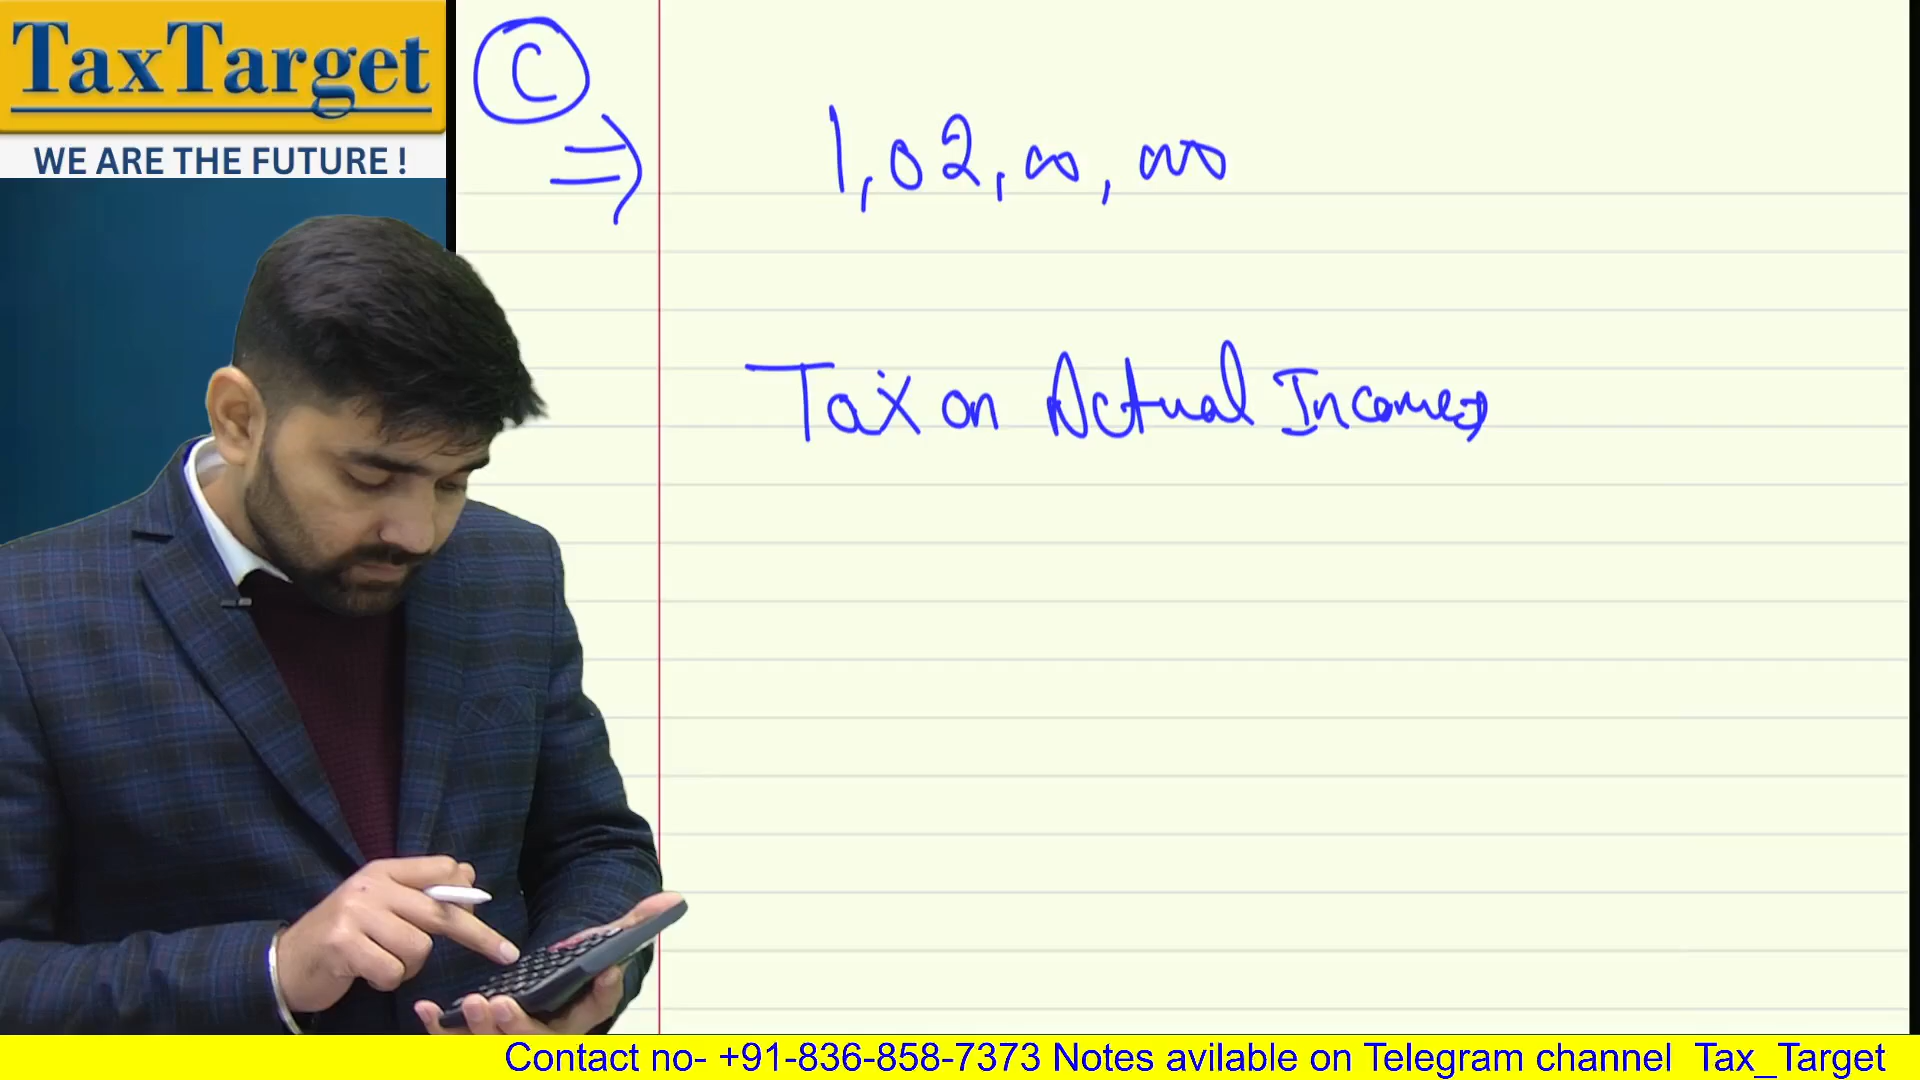 TaxTarget
WE ARE THE FUTURE !
C
⇒ 1,02,00,000
Tax on Actual Income
Contact no- +91-836-858-7373 Notes avilable on Telegram channel Tax_Target